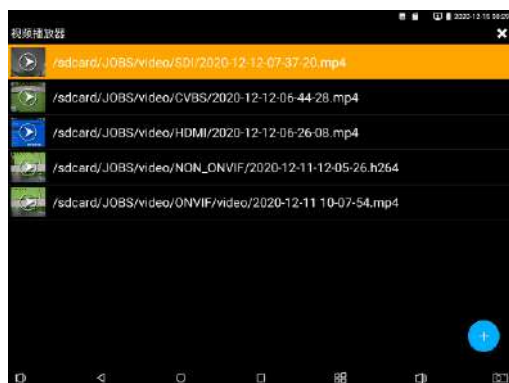 视频播放器
/sdcard/JOBS/video/SDI/2020-12-12-07-37-20.mp4
/sdcard/JOBS/video/CVBS/2020-12-12-06-44-28.mp4
/sdcard/JOBS/video/HDMI/2020-12-12-06-26-08.mp4
/sdcard/JOBS/video/NON_ONVIF/2020-12-11-12-05-26.h264
/sdcard/JOBS/video/ONVIF/video/2020-12-11 10-07-54.mp4